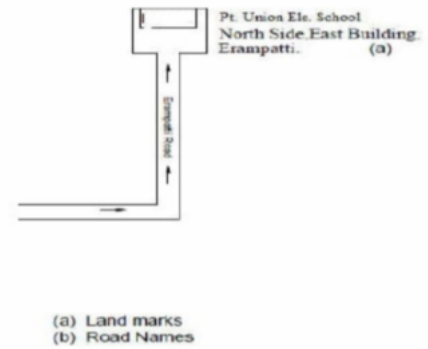 Pt. Union Ele. School
North Side,East Building,
Erampatti. (a)
Erampatti Road
(a) Land marks
(b) Road Names